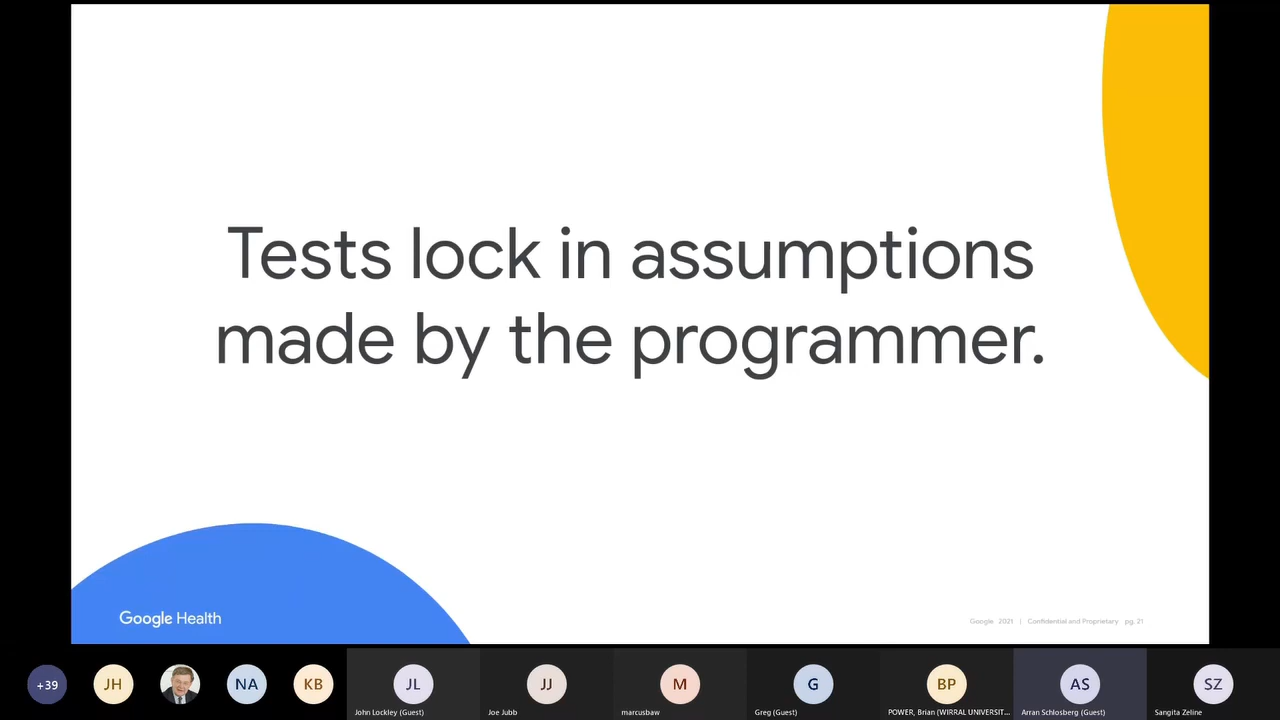 Tests lock in assumptions
made by the programmer.
Google Health
Google 2021 | Confidential and Proprietary pg. 21
+39
JH
NA
KB
JL
JJ
M
G
BP
AS
SZ
John Lockley (Guest)
Joe Jubb
marcusbaw
Greg (Guest)
POWER, Brian (WIRRAL UNIVERSIT...
Arran Schlosberg (Guest)
Sangita Zeline